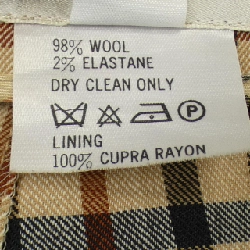 98% WOOL
2% ELASTANE
DRY CLEAN ONLY
P
LINING
100% CUPRA RAYON